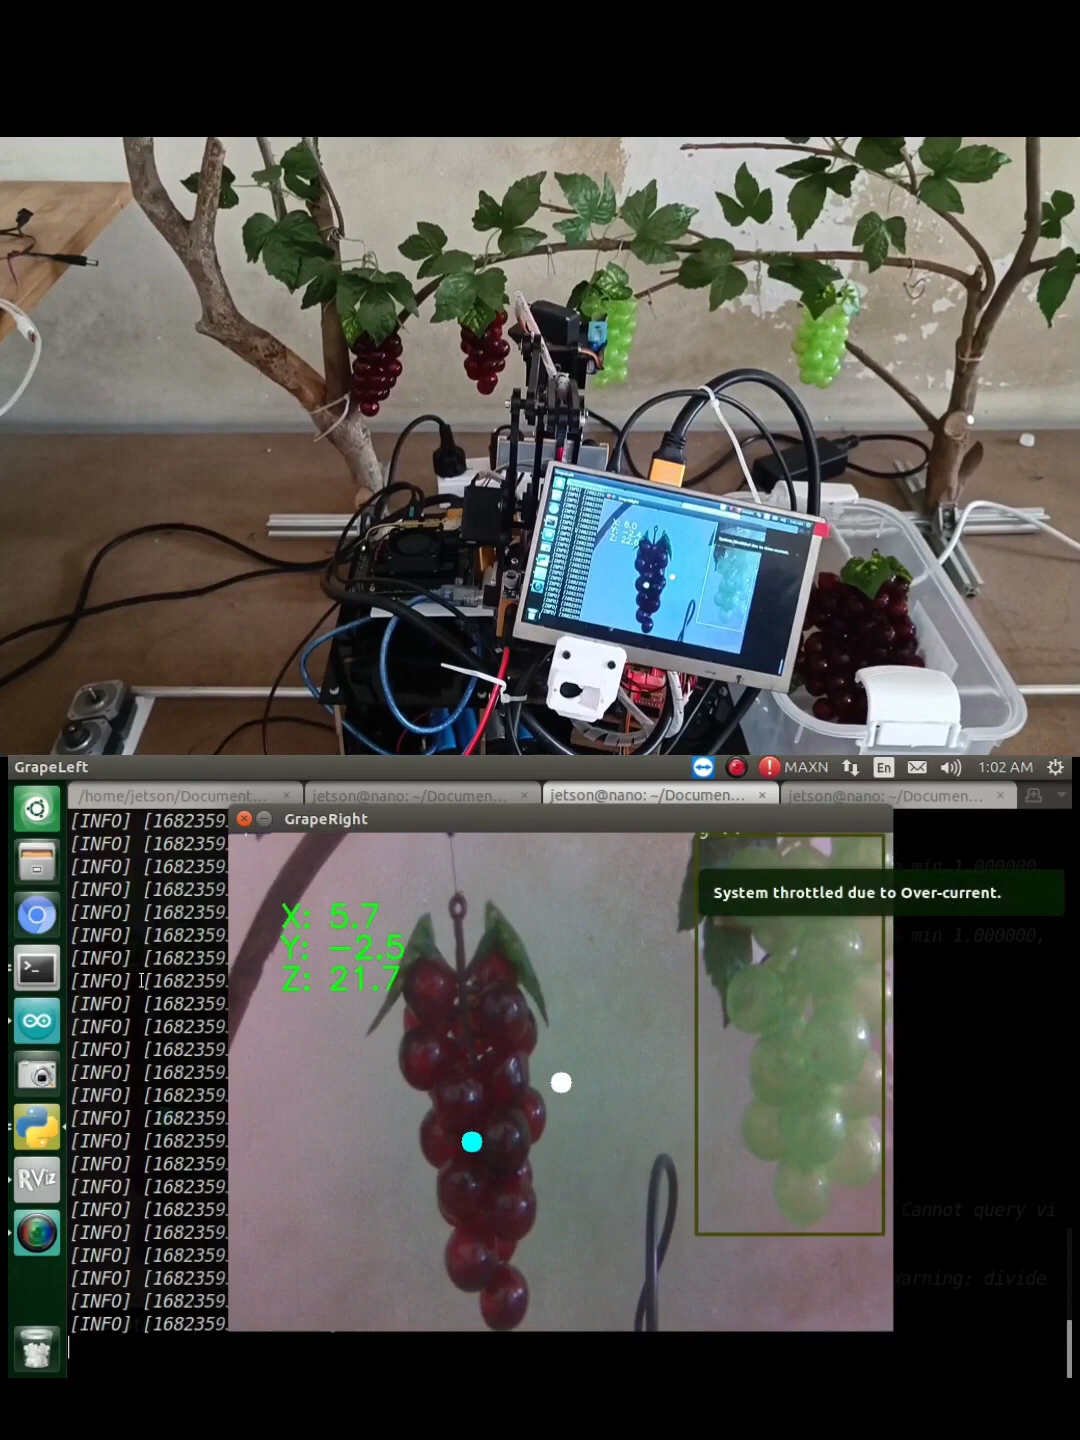 GrapeLeft
MAXN En 1:02 AM
/home/jetson/Document... × jetson@nano: ~/Documen... × jetson@nano: ~/Documen... × jetson@nano: ~/Documen... ×
GrapeRight
[INFO] [1682359.
[INFO] [1682359.
[INFO] [1682359.
min 1.000000,
[INFO] [1682359.
System throttled due to Over-current.
[INFO] [1682359.
X: 5.7
[INFO] [1682359.
min 1.000000,
Y: -2.5
[INFO] [1682359.
Z: 21.7
[INFO] [1682359.
[INFO] [1682359.
[INFO] [1682359.
[INFO] [1682359.
[INFO] [1682359.
[INFO] [1682359.
[INFO] [1682359.
[INFO] [1682359.
[INFO] [1682359.
RViz
[INFO] [1682359.
[INFO] [1682359.
Cannot query vi
[INFO] [1682359.
[INFO] [1682359.
[INFO] [1682359.
Warning: divide
[INFO] [1682359.
[INFO] [1682359.